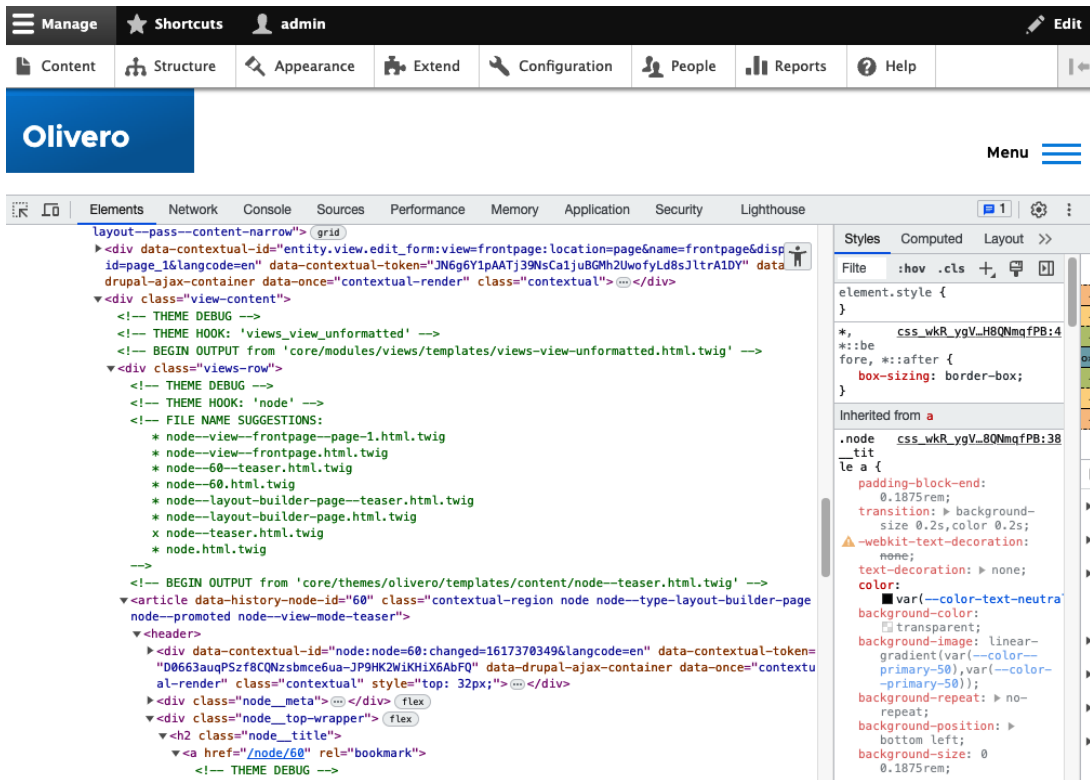 Manage Shortcuts admin Edit
Content Structure Appearance Extend Configuration People Reports Help
Olivero
Menu
Elements Network Console Sources Performance Memory Application Security Lighthouse 1
layout--pass--content-narrow"> grid
<div data-contextual-id="entity.view.edit_form:view=frontpage:location=page&name=frontpage&disp
id=page_1&langcode=en" data-contextual-token="JN6g6Y1pAATj39NsCa1juBGMh2UwofyLd8sJltrA1DY" data
drupal-ajax-container data-once="contextual-render" class="contextual">…</div>
<div class="view-content">
<!-- THEME DEBUG -->
<!-- THEME HOOK: 'views_view_unformatted' -->
<!-- BEGIN OUTPUT from 'core/modules/views/templates/views-view-unformatted.html.twig' -->
<div class="views-row">
<!-- THEME DEBUG -->
<!-- THEME HOOK: 'node' -->
<!-- FILE NAME SUGGESTIONS:
* node--view--frontpage--page-1.html.twig
* node--view--frontpage.html.twig
* node--60--teaser.html.twig
* node--60.html.twig
* node--layout-builder-page--teaser.html.twig
* node--layout-builder-page.html.twig
x node--teaser.html.twig
* node.html.twig
-->
<!-- BEGIN OUTPUT from 'core/themes/olivero/templates/content/node--teaser.html.twig' -->
<article data-history-node-id="60" class="contextual-region node node--type-layout-builder-page
node--promoted node--view-mode-teaser">
<header>
<div data-contextual-id="node:node=60:changed=1617370349&langcode=en" data-contextual-token=
"D0663auqPSzf8CQNzsbmce6ua-JP9HK2WiKHiX6AbFQ" data-drupal-ajax-container data-once="contextu
al-render" class="contextual" style="top: 32px;">…</div>
<div class="node__meta">…</div> flex
<div class="node__top-wrapper"> flex
<h2 class="node__title">
<a href="/node/60" rel="bookmark">
<!-- THEME DEBUG -->
Styles Computed Layout >>
Filte :hov .cls
element.style {
}
*, css_wkR_ygV…H8QNmqfPB:4
*::be
fore, *::after {
box-sizing: border-box;
}
Inherited from a
.node css_wkR_ygV…8QNmqfPB:38
__tit
le a {
padding-block-end:
0.1875rem;
transition: background-
size 0.2s,color 0.2s;
-webkit-text-decoration:
none;
text-decoration: none;
color:
var(--color-text-neutra
background-color:
transparent;
background-image: linear-
gradient(var(--color--
primary-50),var(--color-
-primary-50));
background-repeat: no-
repeat;
background-position:
bottom left;
background-size: 0
0.1875rem;